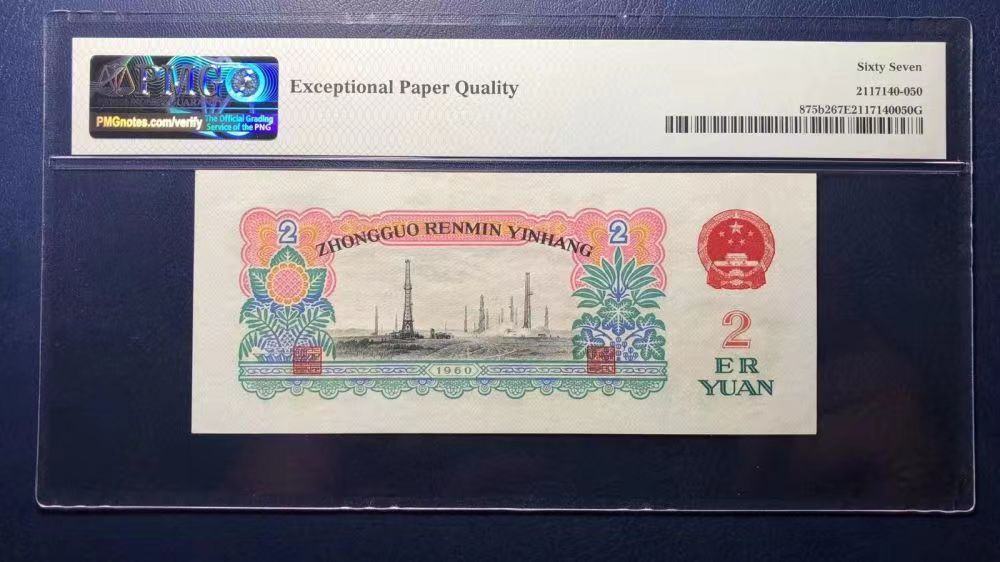 PMG
PMGnotes.com/verify
The Official Grading
Service of the PNG
Exceptional Paper Quality
Sixty Seven
2117140-050
875b267E2117140050G
2
ZHONGGUO RENMIN YINHANG
2
1960
2
ER
YUAN